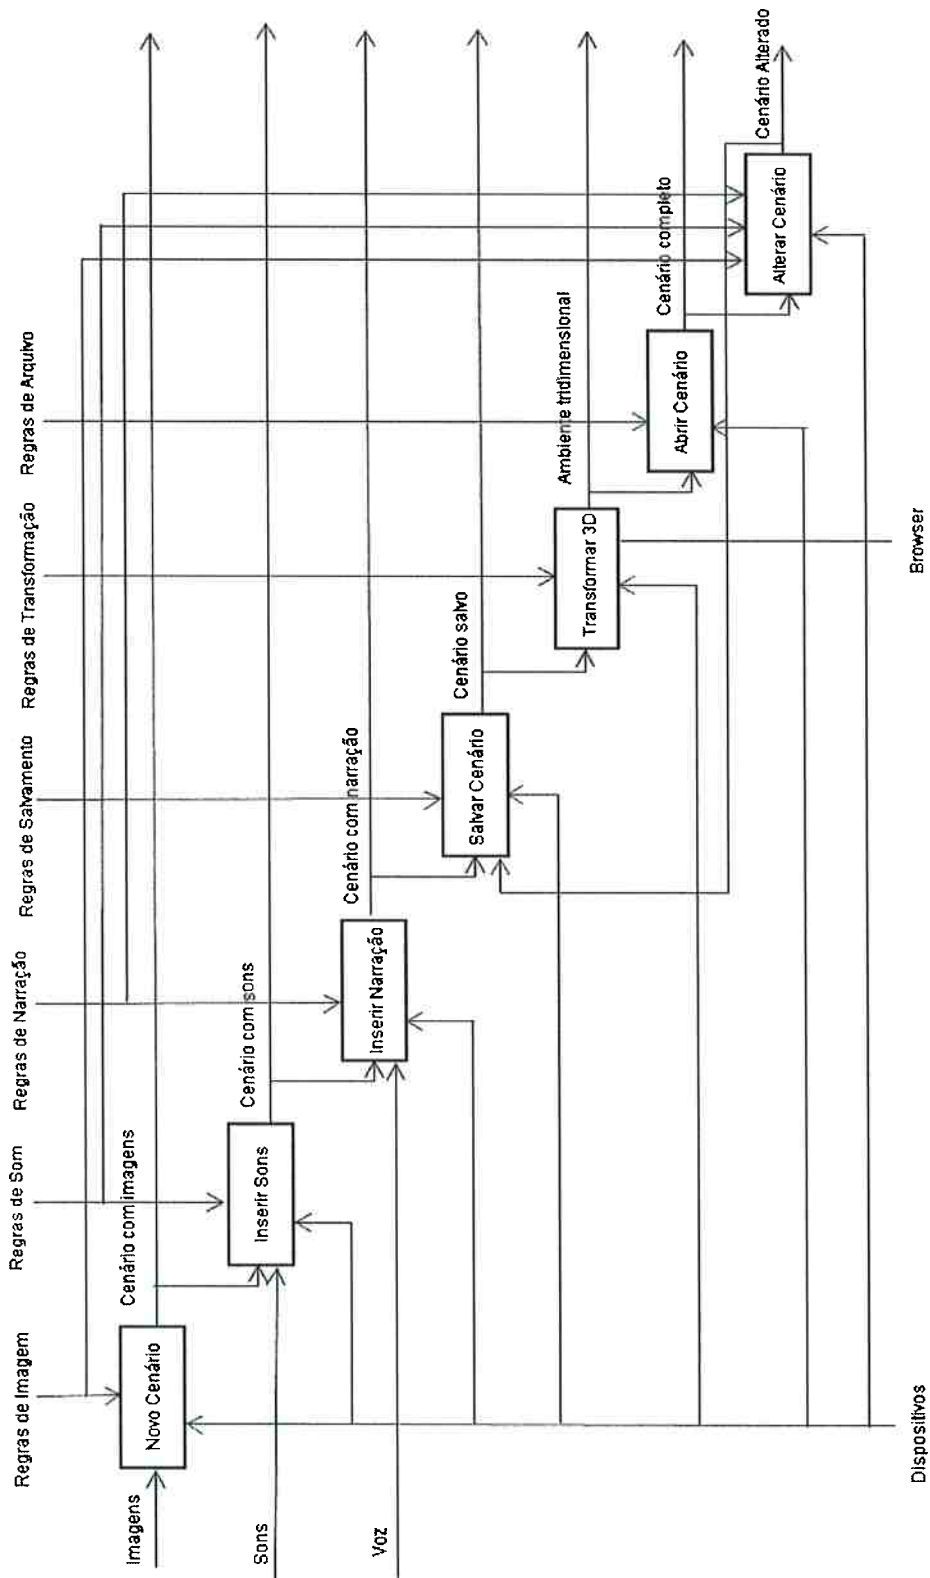 Regras de Imagem
Regras de Som
Regras de Narração
Regras de Salvamento
Regras de Transformação
Regras de Arquivo
Imagens
Novo Cenário
Cenário com imagens
Sons
Inserir Sons
Cenário com sons
Voz
Inserir Narração
Cenário com narração
Salvar Cenário
Cenário salvo
Transformar 3D
Ambiente tridimensional
Abrir Cenário
Cenário completo
Alterar Cenário
Cenário Alterado
Dispositivos
Browser